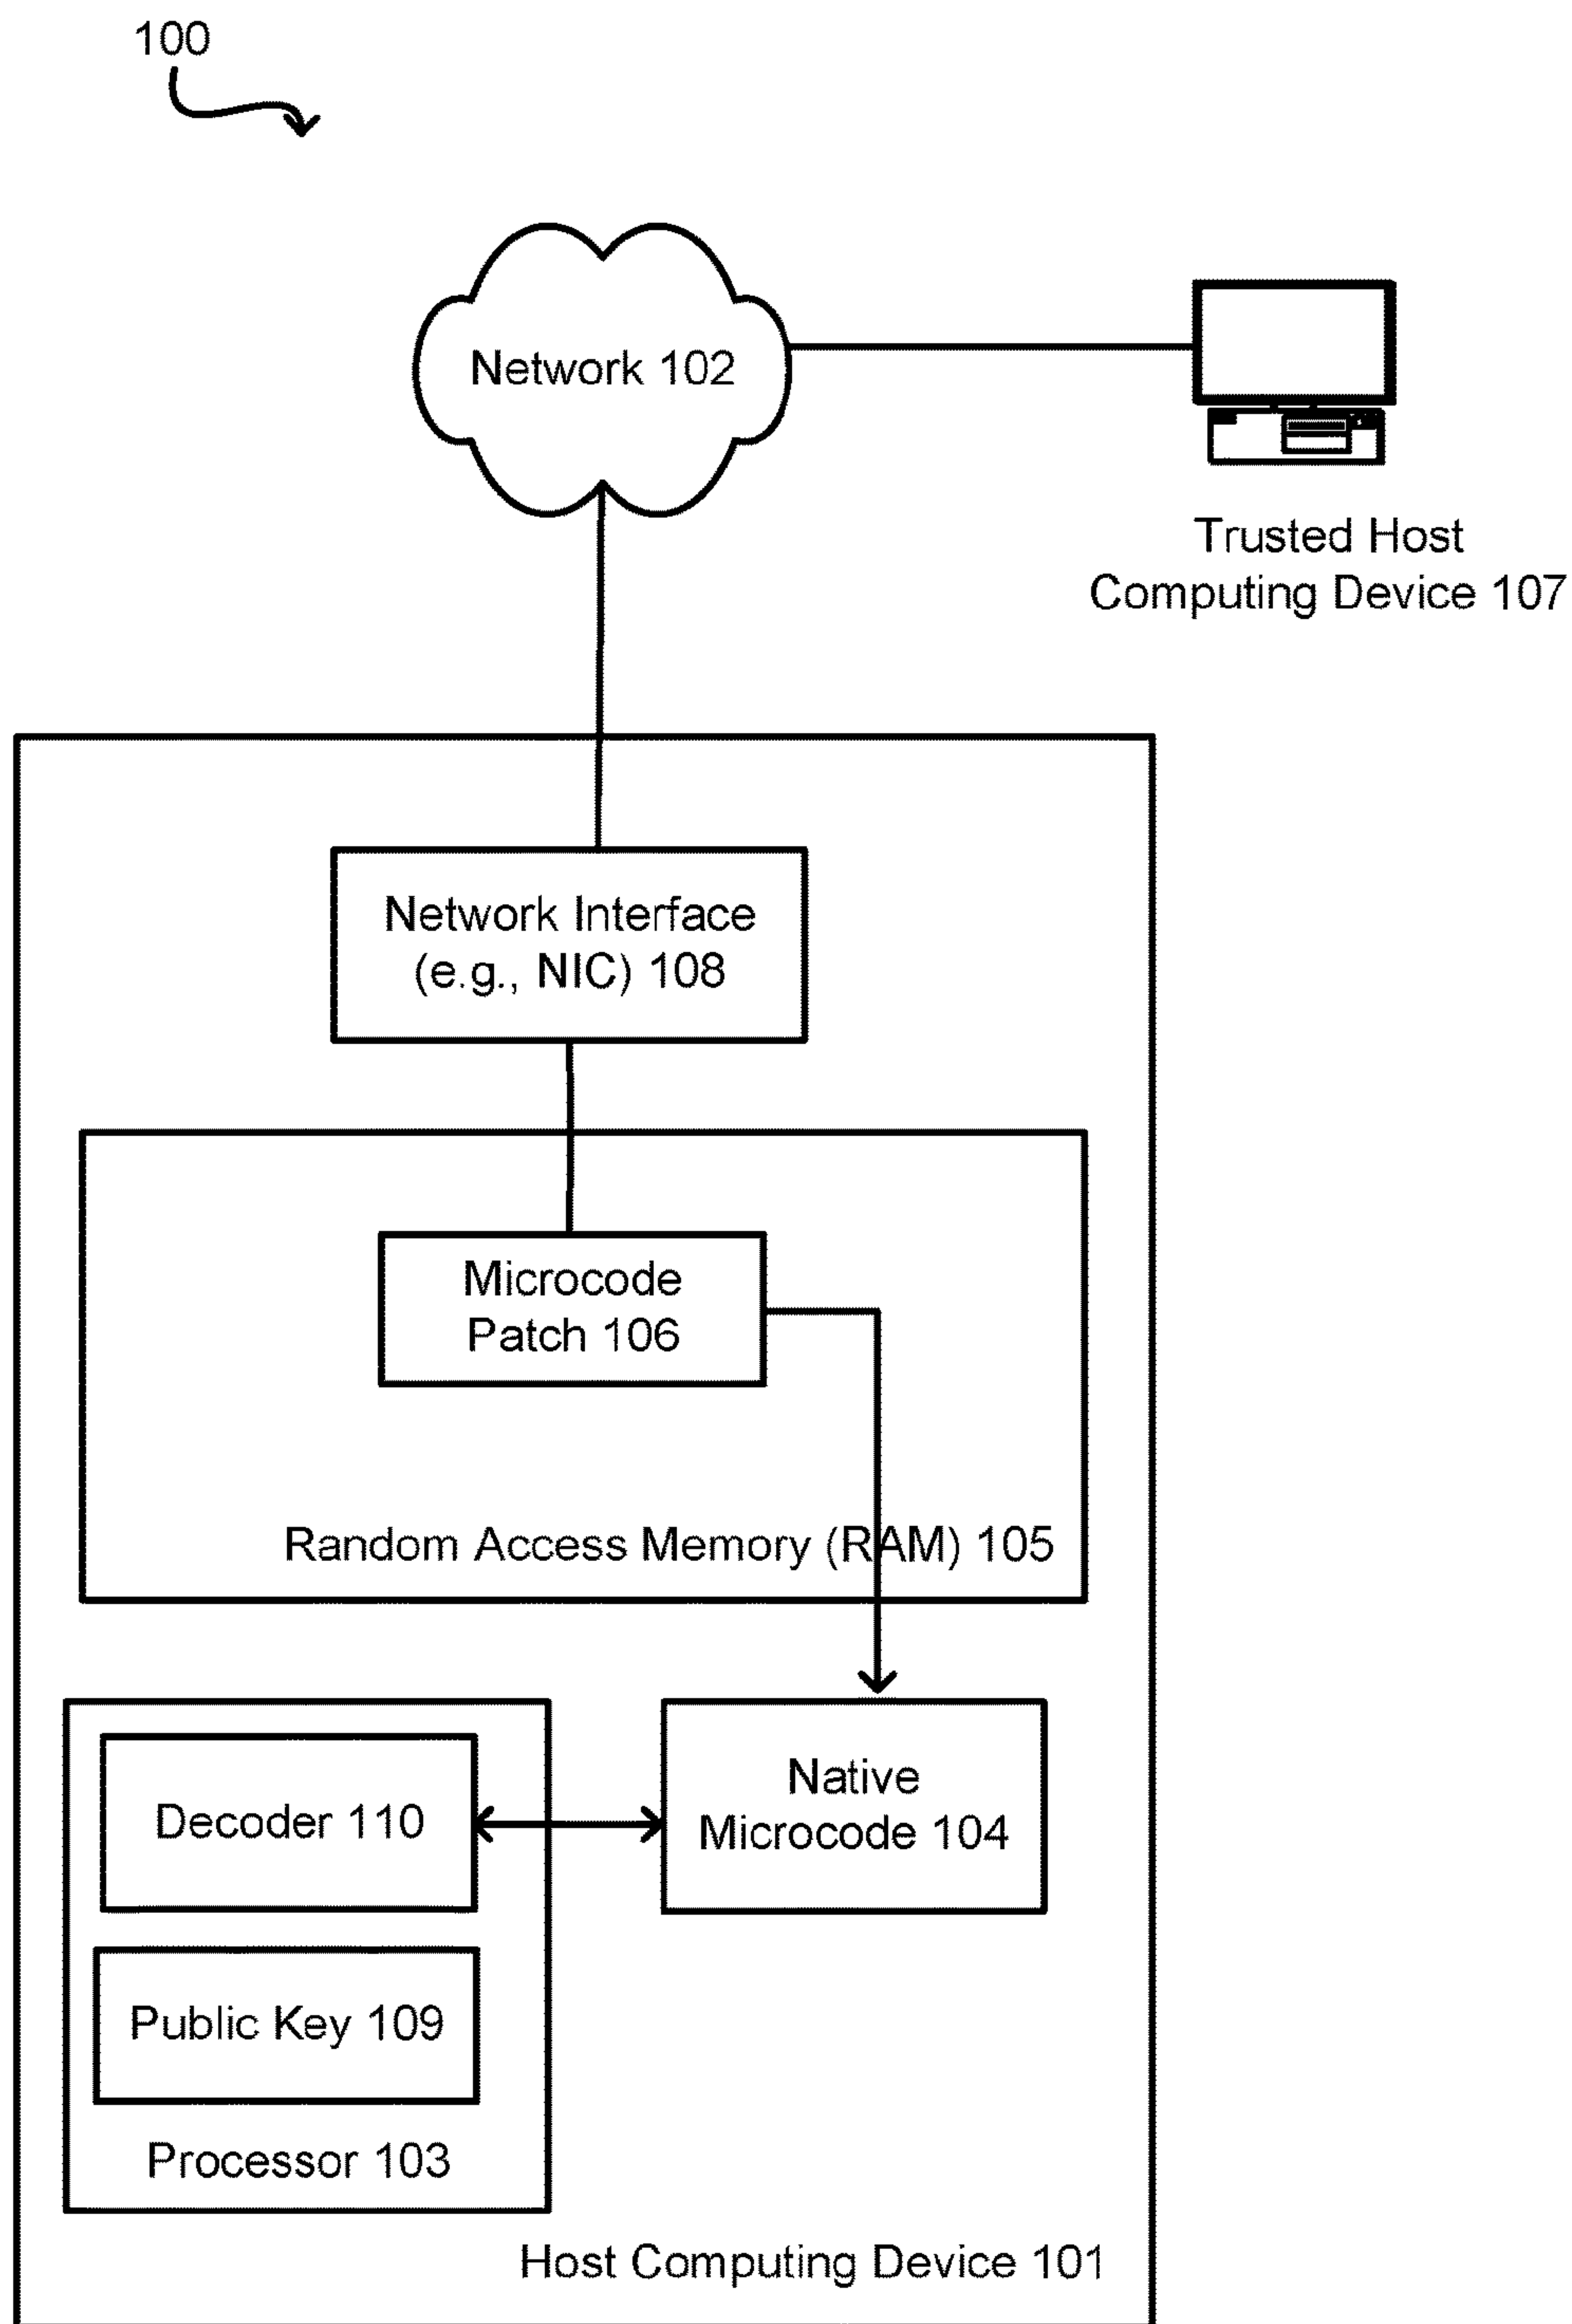 100
Network 102
Trusted Host
Computing Device 107
Network Interface
(e.g., NIC) 108
Microcode
Patch 106
Random Access Memory (RAM) 105
Native
Microcode 104
Decoder 110
Public Key 109
Processor 103
Host Computing Device 101